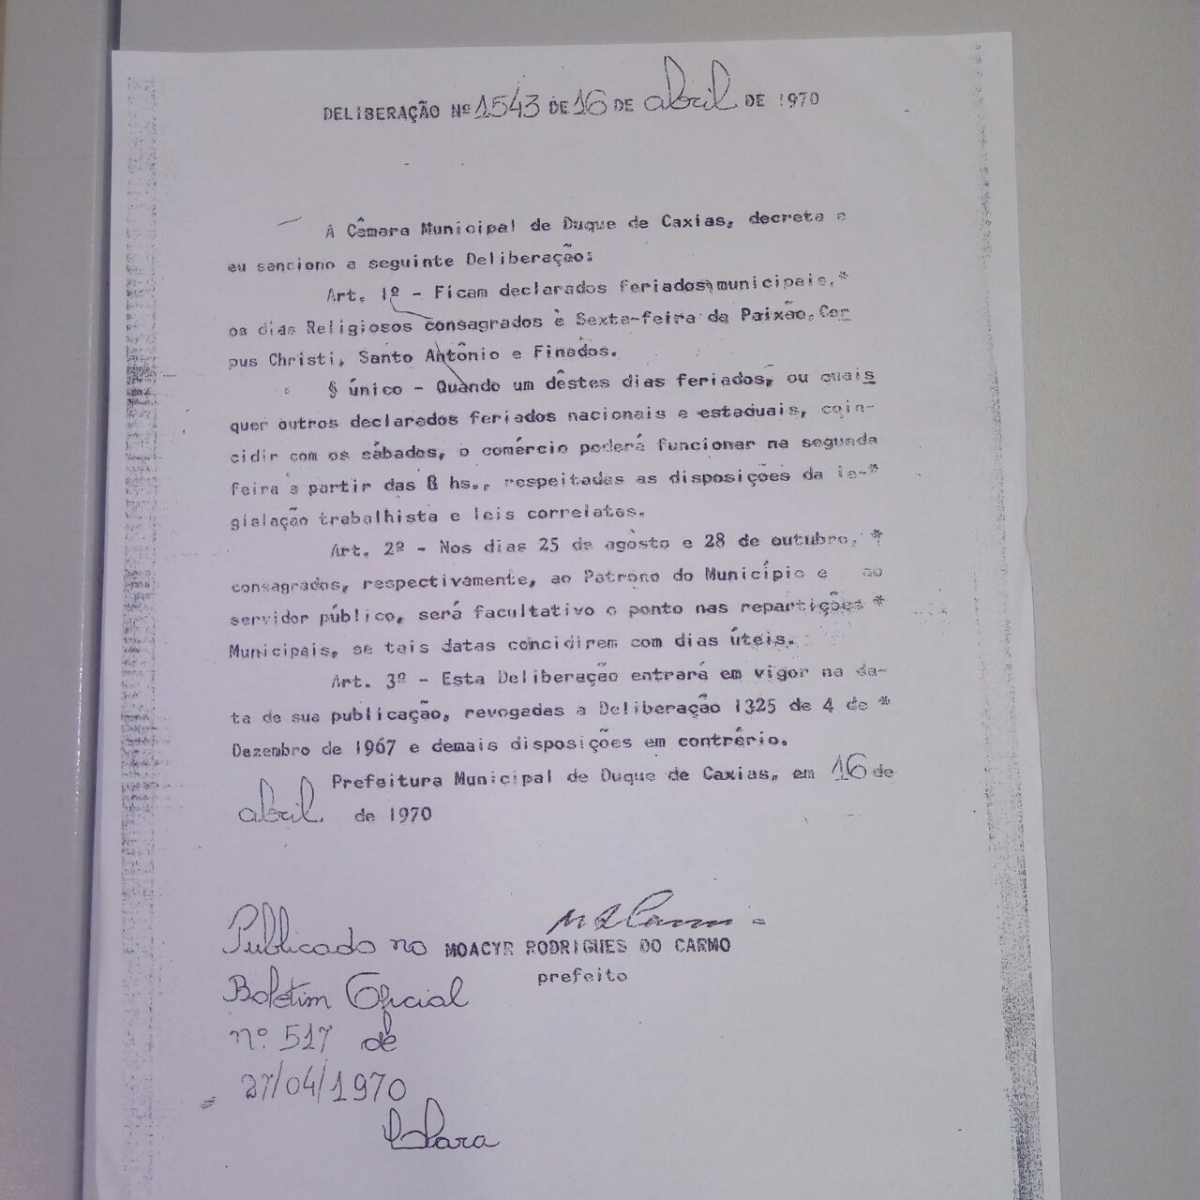 DELIBERAÇÃO Nº 1543 DE 16 DE abril DE 1970
A Câmara Municipal de Duque de Caxias, decreta e
eu sanciono a seguinte Deliberação:
Art. 1º - Ficam declarados feriados municipais,*
os dias Religiosos consagrados è Sexta-feira da Paixão, Cor
pus Christi, Santo Antônio e Finados.
§ único - Quando um dêstes dias feriados, ou quais
quer outros declarados feriados nacionais e estaduais, coin-
cidir com os sábados, o comércio poderá funcionar na segunda
feira a partir das 8 hs., respeitadas as disposições da le-*
gislação trabalhista e leis correlatas.
Art. 2º - Nos dias 25 de agôsto e 28 de outubro, *
consagrados, respectivamente, ao Patrono do Município e ao
servidor público, será facultativo o ponto nas repartições *
Municipais, se tais datas concidirem com dias úteis.
Art. 3º - Esta Deliberação entrará em vigor na da-
ta de sua publicação, revogadas a Deliberação 1325 de 4 de *
Dezembro de 1967 e demais disposições em contrério.
Prefeitura Municipal de Duque de Caxias, em 16 de
abril de 1970
MOACYR RODRIGUES DO CARMO
prefeito
Publicado no
Boletim Oficial
nº 517 de
27/04/1970